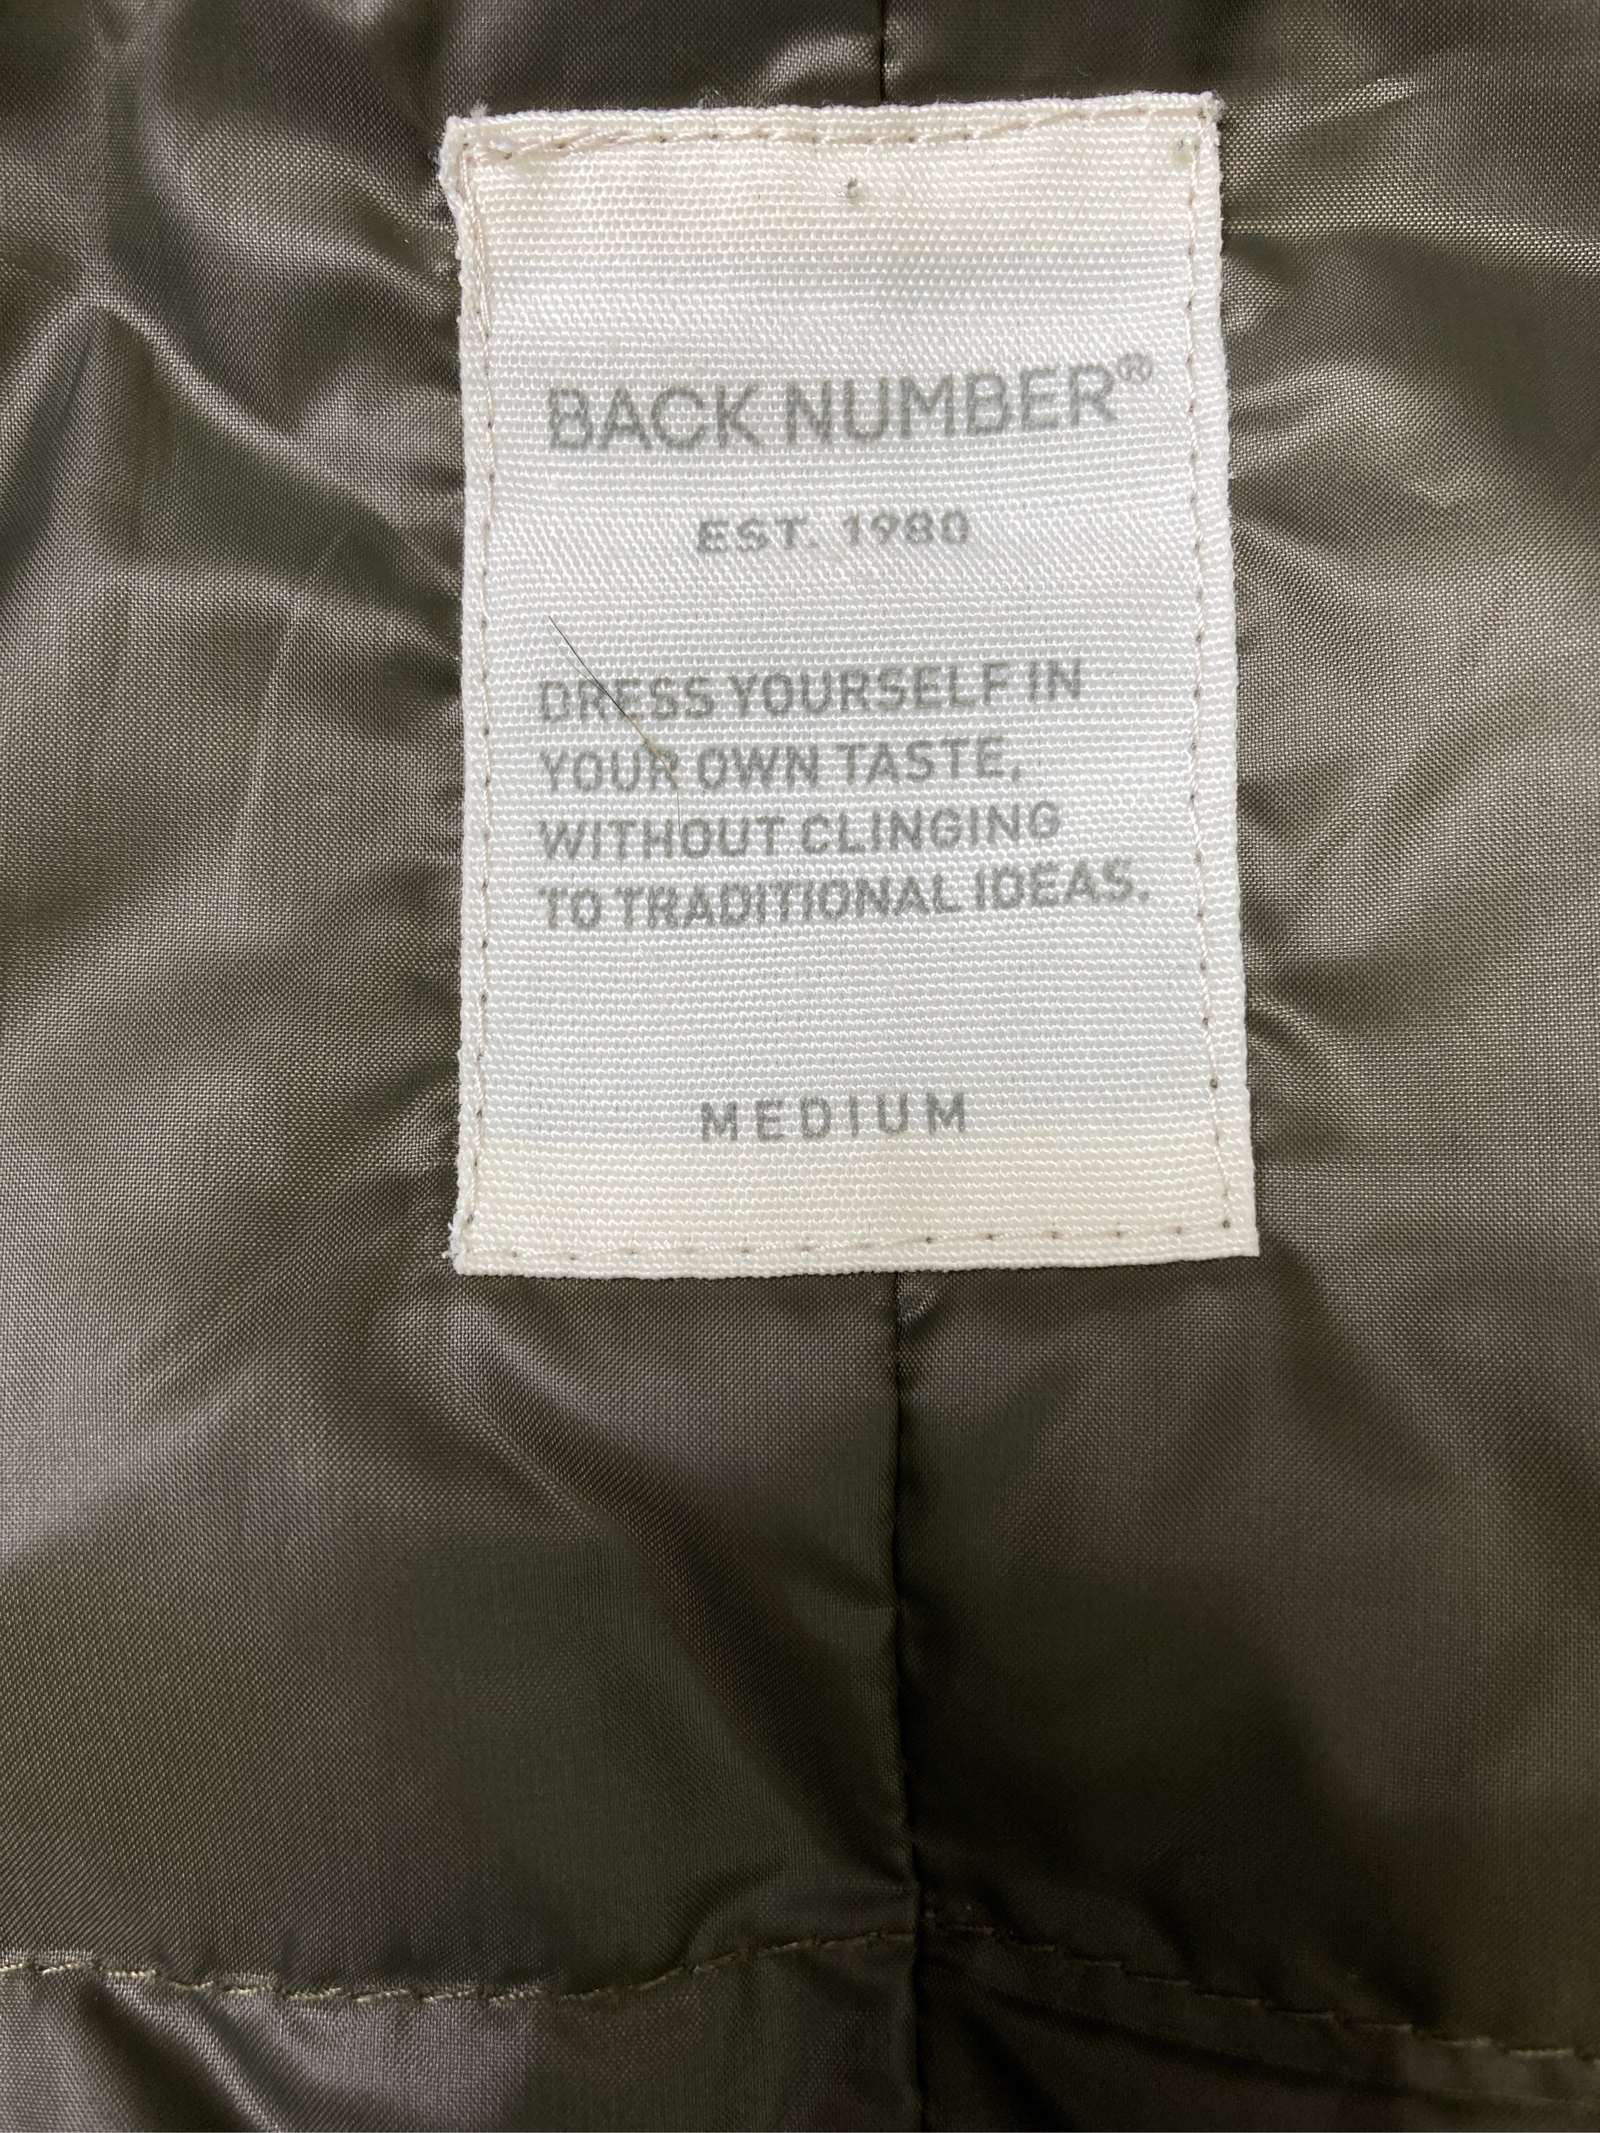 BACK NUMBER®
EST. 1980
DRESS YOURSELF IN
YOUR OWN TASTE,
WITHOUT CLINGING
TO TRADITIONAL IDEAS.
MEDIUM